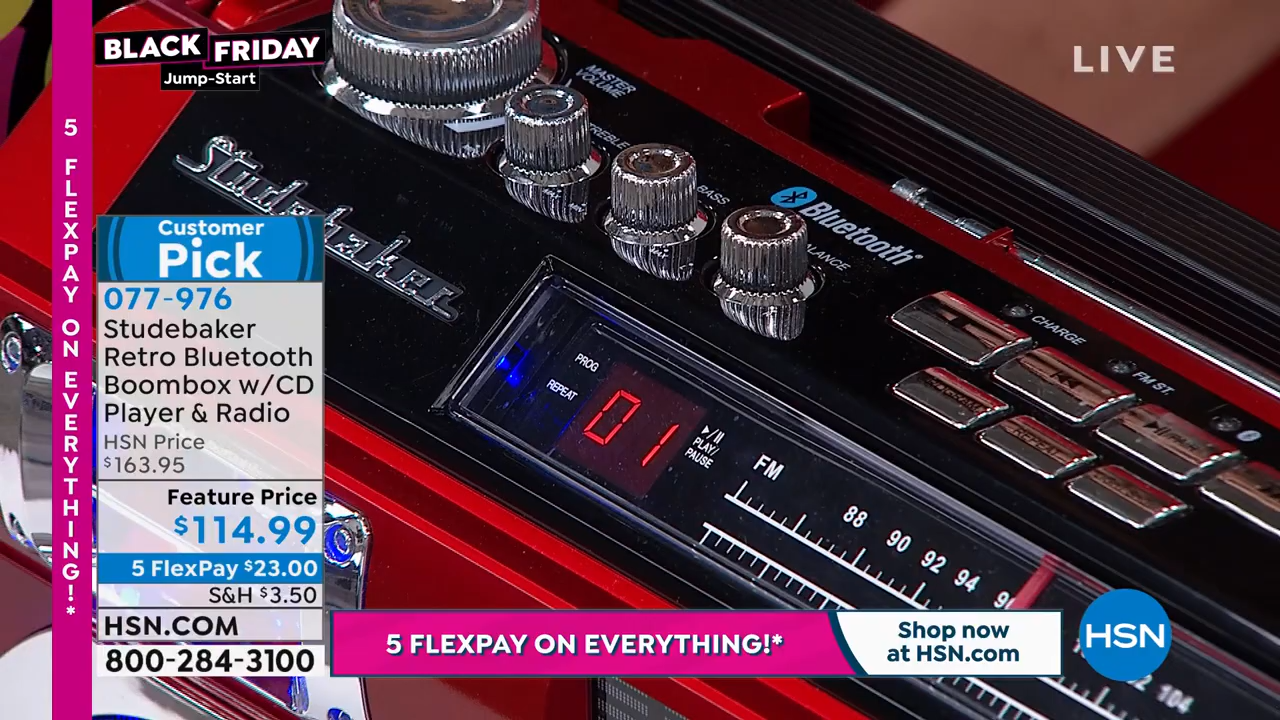 BLACK FRIDAY
Jump-Start
LIVE
5 FLEXPAY ON EVERYTHING!*
Customer
Pick
077-976
Studebaker
Retro Bluetooth
Boombox w/CD
Player & Radio
HSN Price
$163.95
Feature Price
$114.99
5 FlexPay $23.00
S&H $3.50
HSN.COM
800-284-3100
5 FLEXPAY ON EVERYTHING!*
Shop now
at HSN.com
HSN
Studebaker
MASTER
VOLUME
BASS
Bluetooth®
CHARGE
FM ST.
PROG
REPEAT
01
PLAY/
PAUSE
FM
88 90 92 94
104